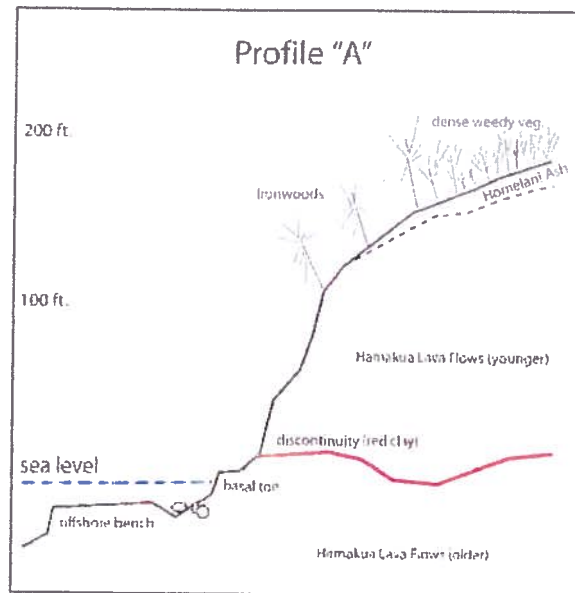 Profile "A"
dense weedy veg.
200 ft.
Homelani Ash
Ironwoods
100 ft.
Hamakua Lava Flows (younger)
discontinuity (red clay)
sea level
basal toe
offshore bench
Hamakua Lava Flows (older)